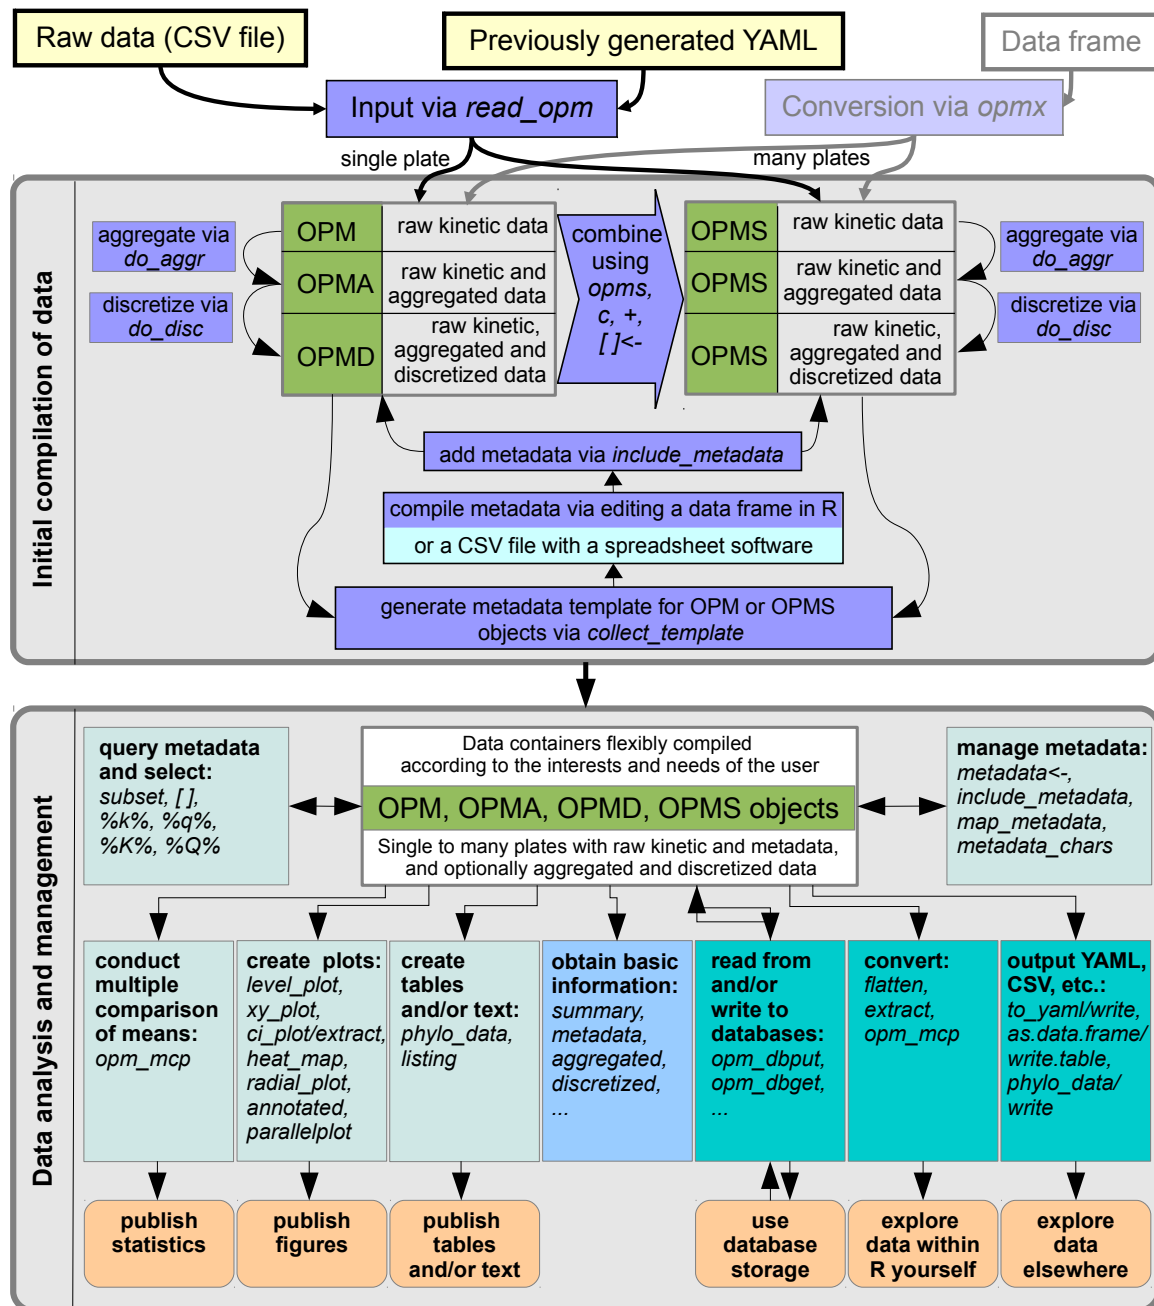 Raw data (CSV file)
Previously generated YAML
Data frame
Input via read_opm
Conversion via opmx
single plate
many plates
Initial compilation of data
aggregate via
do_aggr
discretize via
do_disc
OPM
raw kinetic data
OPMA
raw kinetic and
aggregated data
OPMD
raw kinetic,
aggregated and
discretized data
combine
using
opms,
c, +,
[ ]<-
OPMS
raw kinetic data
OPMS
raw kinetic and
aggregated data
OPMS
raw kinetic,
aggregated and
discretized data
aggregate via
do_aggr
discretize via
do_disc
add metadata via include_metadata
compile metadata via editing a data frame in R
or a CSV file with a spreadsheet software
generate metadata template for OPM or OPMS
objects via collect_template
Data analysis and management
query metadata
and select:
subset, [ ],
%k%, %q%,
%K%, %Q%
Data containers flexibly compiled
according to the interests and needs of the user
OPM, OPMA, OPMD, OPMS objects
Single to many plates with raw kinetic and metadata,
and optionally aggregated and discretized data
manage metadata:
metadata<-,
include_metadata,
map_metadata,
metadata_chars
conduct
multiple
comparison
of means:
opm_mcp
create plots:
level_plot,
xy_plot,
ci_plot/extract,
heat_map,
radial_plot,
annotated,
parallelplot
create
tables
and/or text:
phylo_data,
listing
obtain basic
information:
summary,
metadata,
aggregated,
discretized,
...
read from
and/or
write to
databases:
opm_dbput,
opm_dbget,
...
convert:
flatten,
extract,
opm_mcp
output YAML,
CSV, etc.:
to_yaml/write,
as.data.frame/
write.table,
phylo_data/
write
publish
statistics
publish
figures
publish
tables
and/or text
use
database
storage
explore
data within
R yourself
explore
data
elsewhere